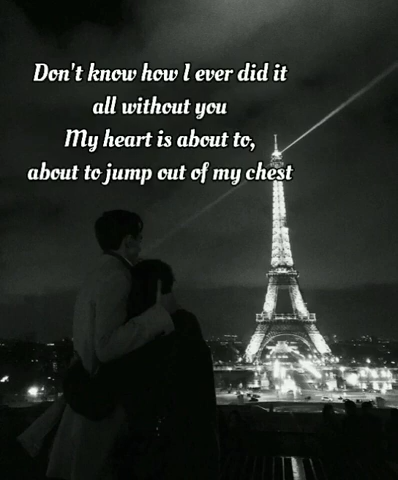 Don't know how I ever did it
all without you
My heart is about to,
about to jump out of my chest